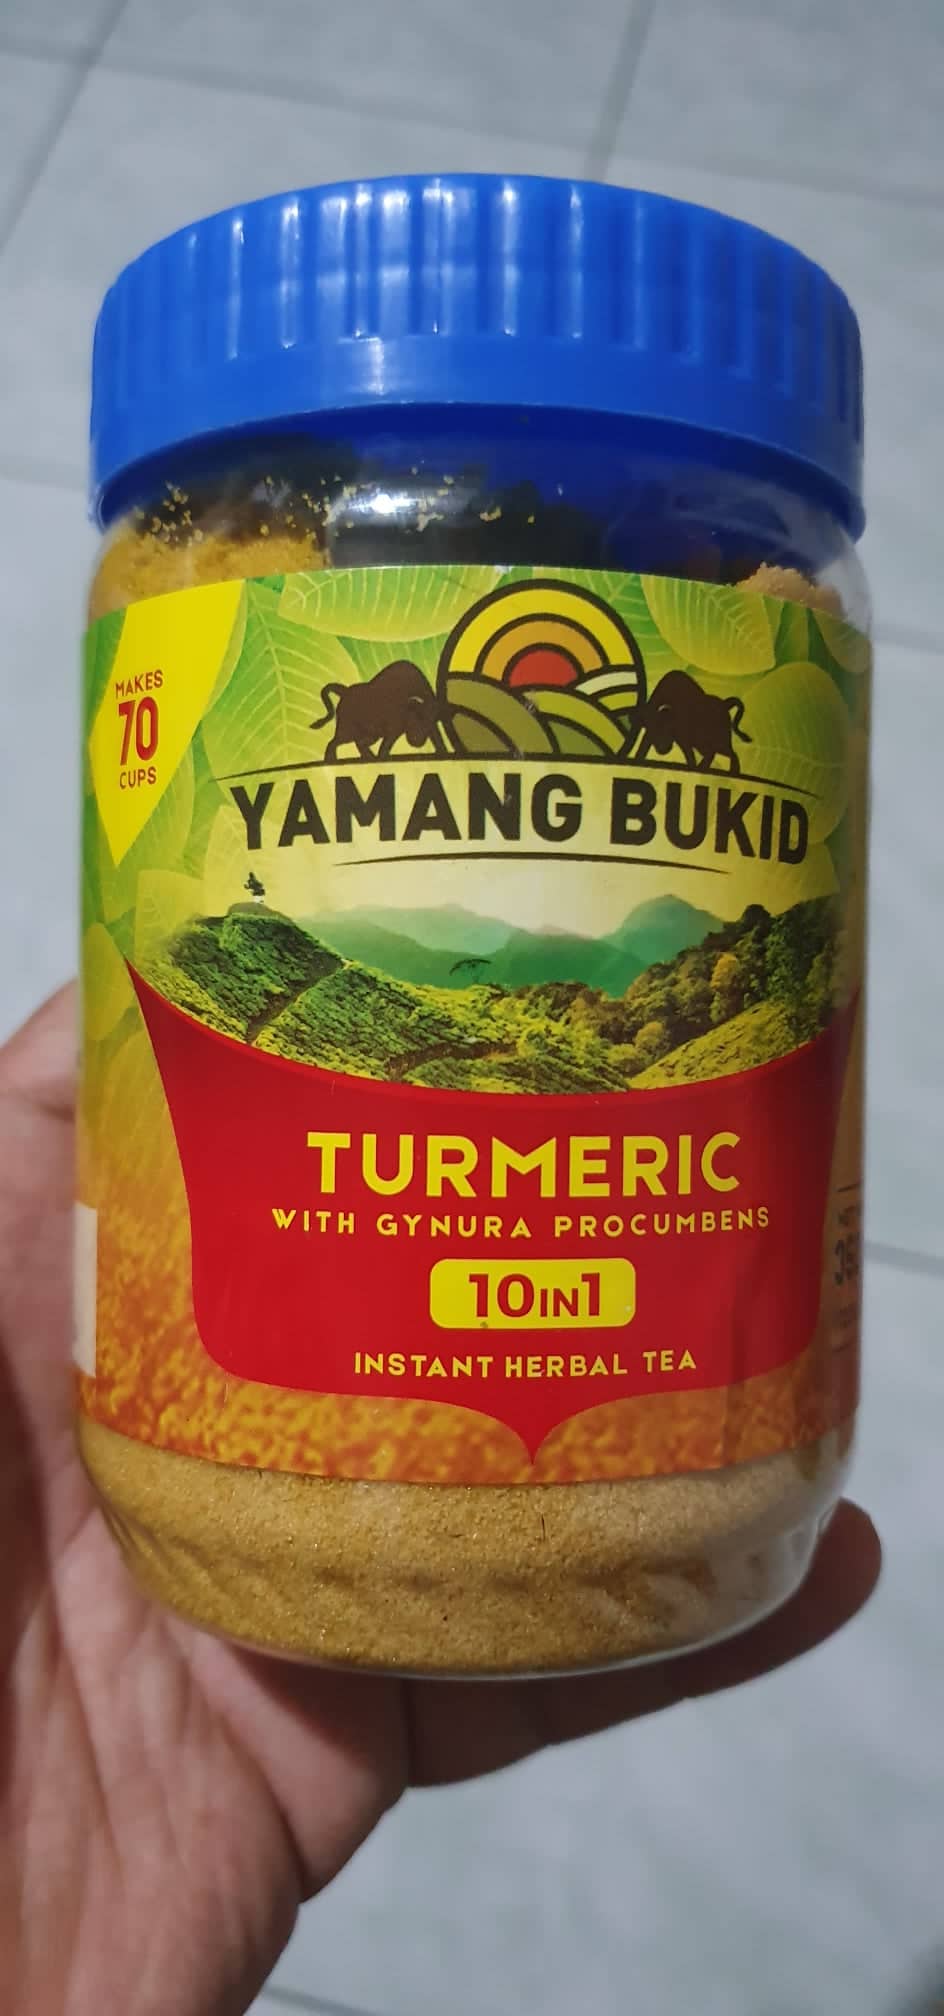 MAKES
70
CUPS
YAMANG BUKID
TURMERIC
WITH GYNURA PROCUMBENS
10IN1
INSTANT HERBAL TEA